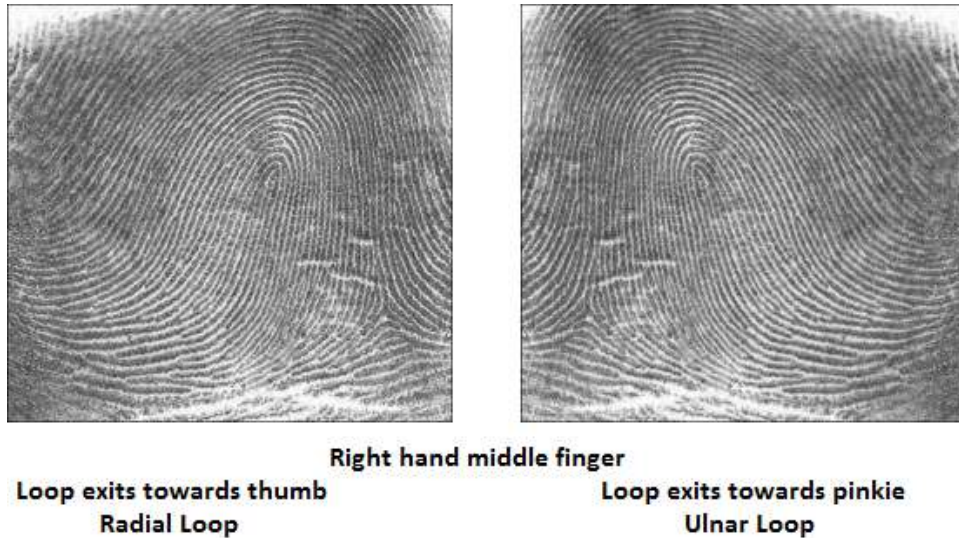 Right hand middle finger
Loop exits towards thumb
Radial Loop
Loop exits towards pinkie
Ulnar Loop